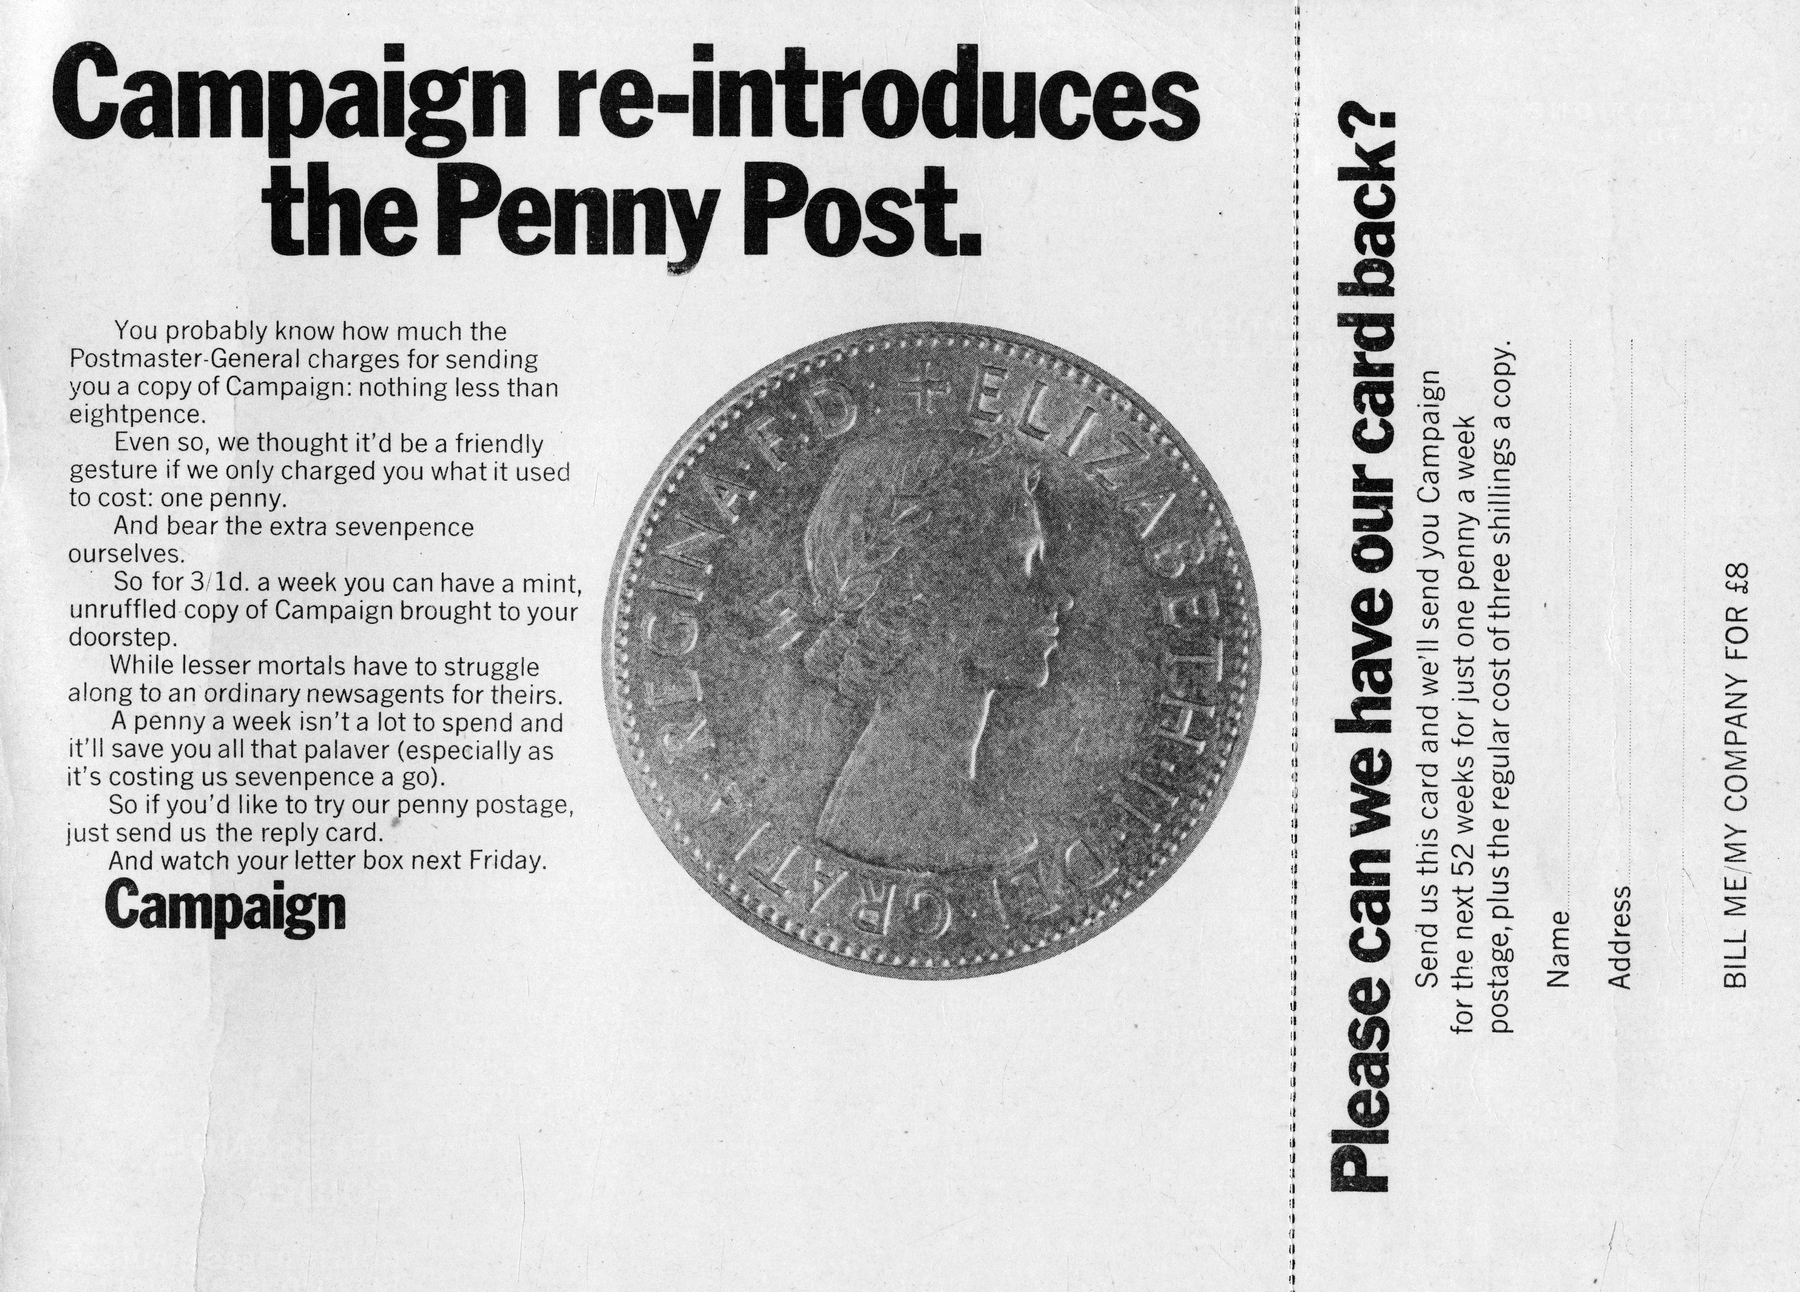 Campaign re-introduces
the Penny Post.
You probably know how much the
Postmaster-General charges for sending
you a copy of Campaign: nothing less than
eightpence.
Even so, we thought it'd be a friendly
gesture if we only charged you what it used
to cost: one penny.
And bear the extra sevenpence
ourselves.
So for 3/1d. a week you can have a mint,
unruffled copy of Campaign brought to your
doorstep.
While lesser mortals have to struggle
along to an ordinary newsagents for theirs.
A penny a week isn't a lot to spend and
it'll save you all that palaver (especially as
it's costing us sevenpence a go).
So if you'd like to try our penny postage,
just send us the reply card.
And watch your letter box next Friday.
Campaign
+ ELIZABETH·II·DEI GRATIA·REGINA·F:D:
Please can we have our card back?
Send us this card and we'll send you Campaign
for the next 52 weeks for just one penny a week
postage, plus the regular cost of three shillings a copy.
Name
Address
BILL ME/MY COMPANY FOR £8